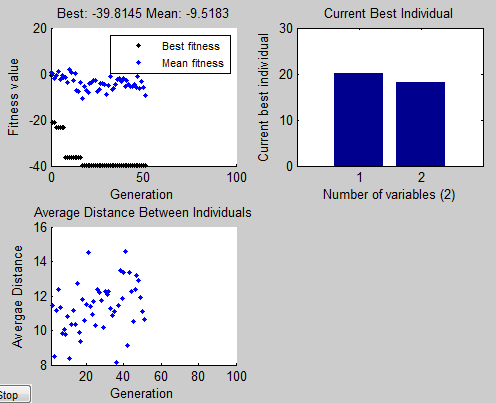 Best: -39.8145 Mean: -9.5183
20
0
-20
-40
Fitness value
Best fitness
Mean fitness
0
50
100
Generation
Current Best Individual
30
20
10
0
Current best individual
1
2
Number of variables (2)
Average Distance Between Individuals
16
14
12
10
8
Avergae Distance
20
40
60
80
100
Generation
Stop